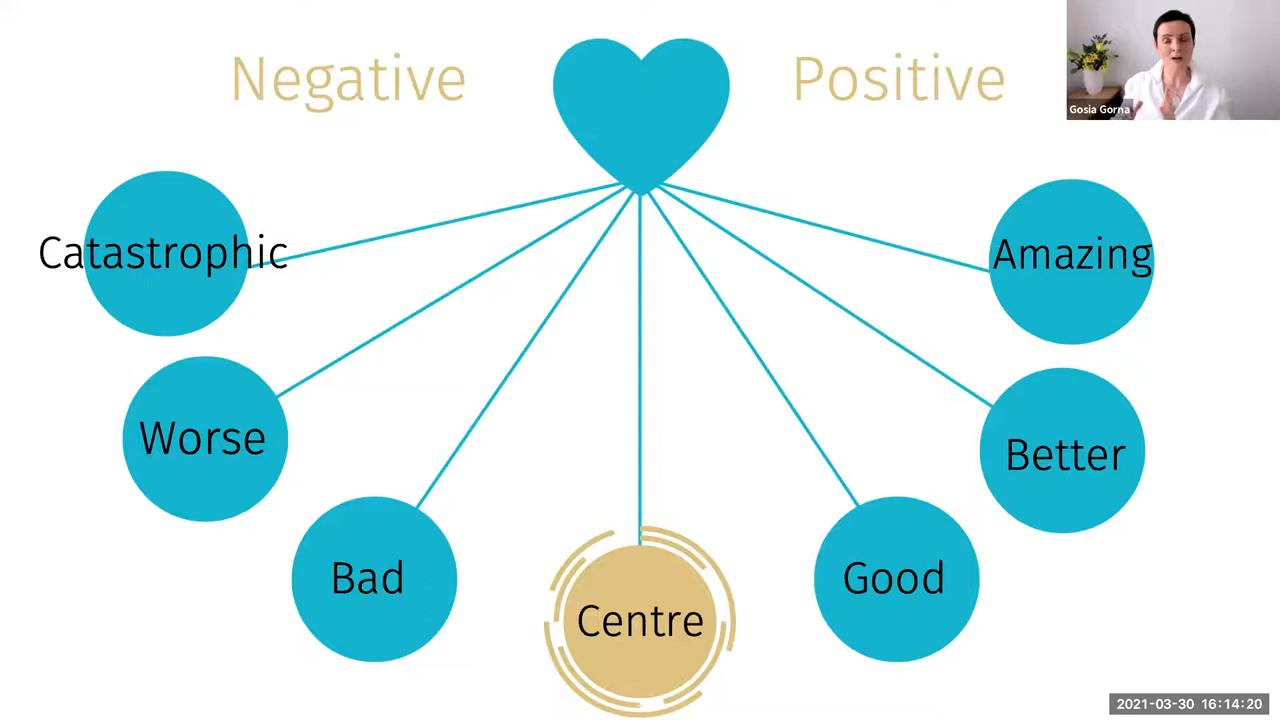 Negative
Positive
Gosia Gorna
Catastrophic
Amazing
Worse
Better
Bad
Good
Centre
2021-03-30 16:14:20